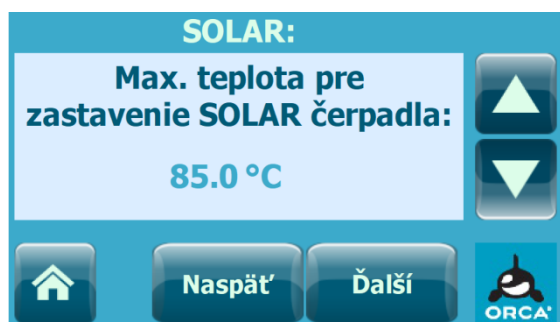 SOLAR:
Max. teplota pre
zastavenie SOLAR čerpadla:
85.0 °C
Naspäť
Ďalší
ORCA